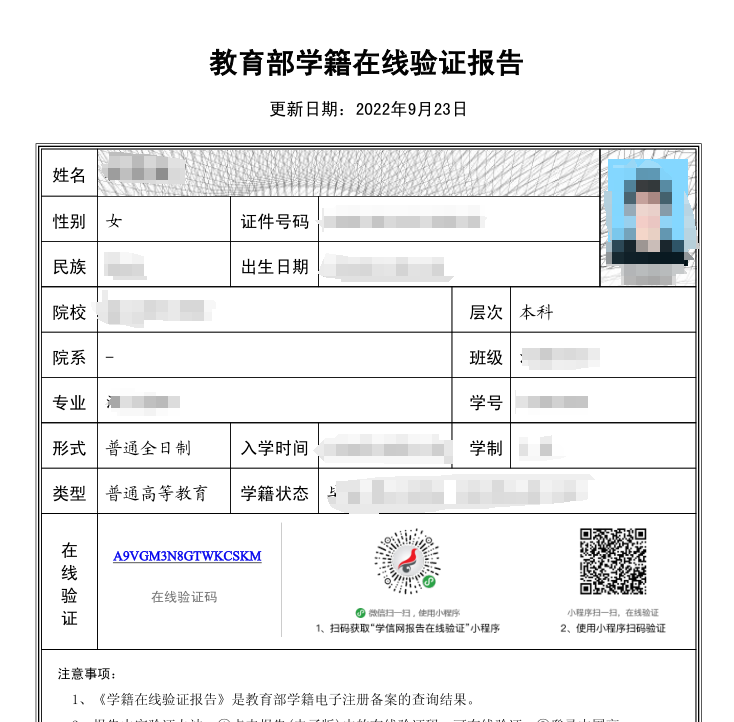 教育部学籍在线验证报告
更新日期：2022年9月23日
姓名
性别 女 证件号码
民族 出生日期
院校 层次 本科
院系 - 班级
专业 学号
形式 普通全日制 入学时间 学制
类型 普通高等教育 学籍状态
在线验证
A9VGM3N8GTWKCSKM
在线验证码
微信扫一扫，使用小程序
1、扫码获取“学信网报告在线验证”小程序
小程序扫一扫，在线验证
2、使用小程序扫码验证
注意事项：
1、《学籍在线验证报告》是教育部学籍电子注册备案的查询结果。